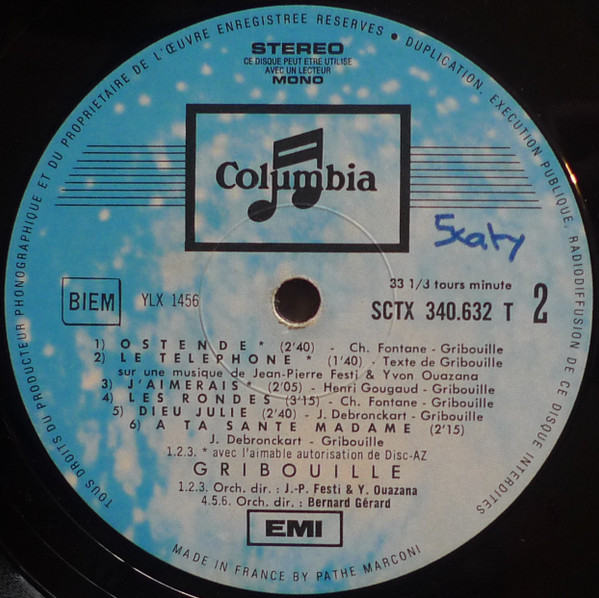 TOUS DROITS DU PRODUCTEUR PHONOGRAPHIQUE ET DU PROPRIETAIRE DE L'ŒUVRE ENREGISTREE RESERVES • DUPLICATION, EXECUTION PUBLIQUE, RADIODIFFUSION DE CE DISQUE INTERDITES
STEREO
CE DISQUE PEUT ETRE UTILISE
AVEC UN LECTEUR
MONO
Columbia
33 1/3 tours minute
BIEM YLX 1456 SCTX 340.632 T 2
1) OSTENDE * (2'40) - Ch. Fontane - Gribouille
2) LE TELEPHONE * (1'40) - Texte de Gribouille
sur une musique de Jean-Pierre Festi & Yvon Ouazana
3) J'AIMERAIS * (2'05) - Henri Gougaud - Gribouille
4) LES RONDES (3'15) - Ch. Fontane - Gribouille
5) DIEU JULIE (2'40) - J. Debronckart - Gribouille
6) A TA SANTE MADAME (2'15)
J. Debronckart - Gribouille
1.2.3. * avec l'aimable autorisation de Disc-AZ
GRIBOUILLE
1.2.3. Orch. dir. : J.-P. Festi & Y. Ouazana
4.5.6. Orch. dir. : Bernard Gérard
EMI
MADE IN FRANCE BY PATHE MARCONI